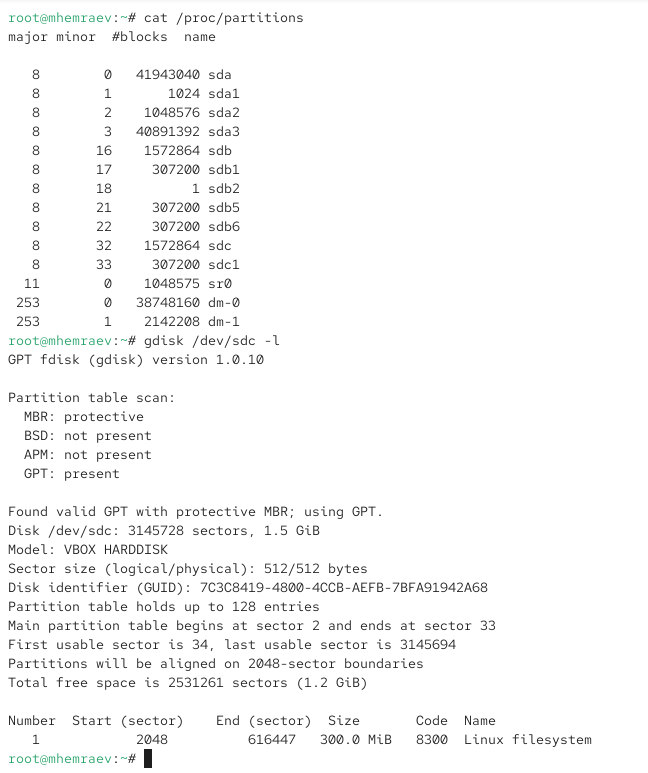 root@mhemraev:~# cat /proc/partitions
major minor  #blocks  name

   8        0   41943040 sda
   8        1       1024 sda1
   8        2    1048576 sda2
   8        3   40891392 sda3
   8       16    1572864 sdb
   8       17     307200 sdb1
   8       18          1 sdb2
   8       21     307200 sdb5
   8       22     307200 sdb6
   8       32    1572864 sdc
   8       33     307200 sdc1
  11        0    1048575 sr0
 253        0   38748160 dm-0
 253        1    2142208 dm-1
root@mhemraev:~# gdisk /dev/sdc -l
GPT fdisk (gdisk) version 1.0.10

Partition table scan:
  MBR: protective
  BSD: not present
  APM: not present
  GPT: present

Found valid GPT with protective MBR; using GPT.
Disk /dev/sdc: 3145728 sectors, 1.5 GiB
Model: VBOX HARDDISK
Sector size (logical/physical): 512/512 bytes
Disk identifier (GUID): 7C3C8419-4800-4CCB-AEFB-7BFA91942A68
Partition table holds up to 128 entries
Main partition table begins at sector 2 and ends at sector 33
First usable sector is 34, last usable sector is 3145694
Partitions will be aligned on 2048-sector boundaries
Total free space is 2531261 sectors (1.2 GiB)

Number  Start (sector)    End (sector)  Size       Code  Name
   1            2048          616447   300.0 MiB   8300  Linux filesystem
root@mhemraev:~#